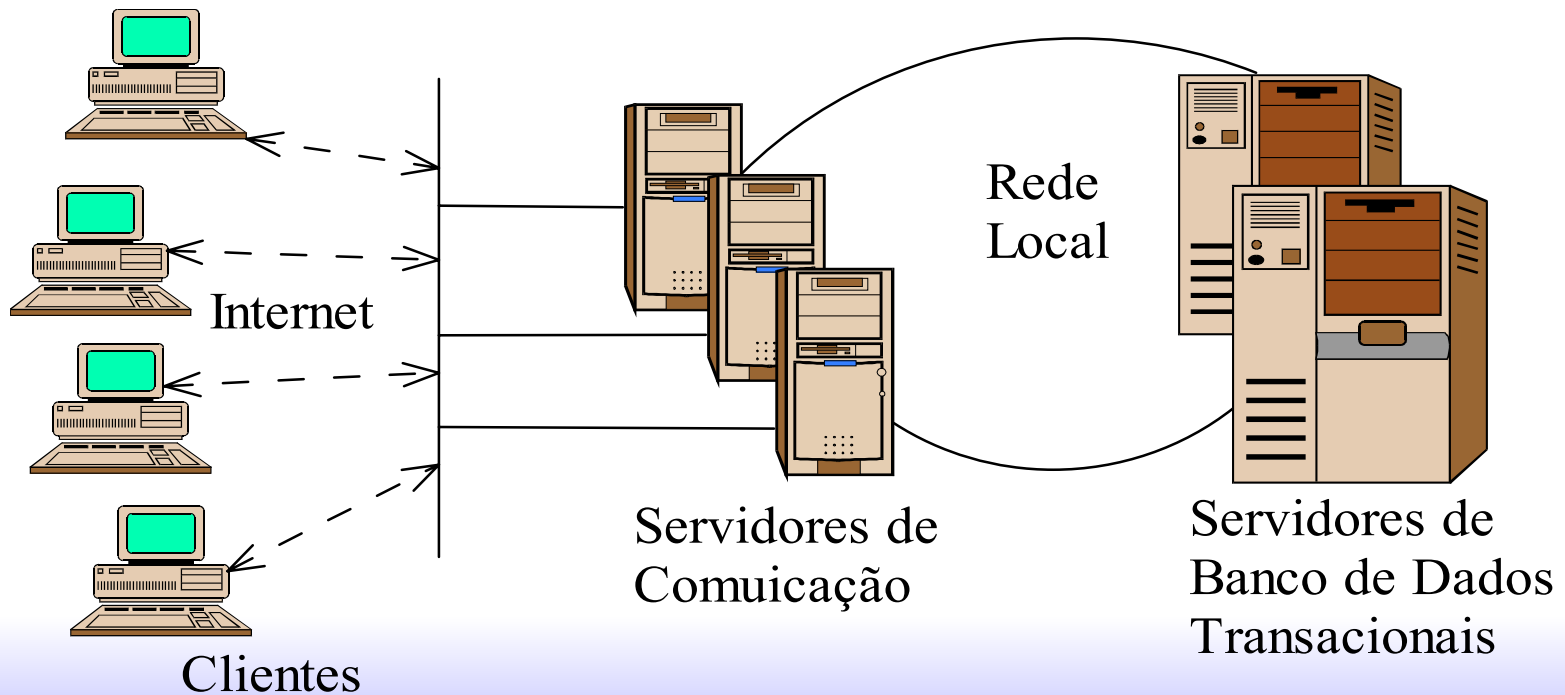 Internet
Clientes
Servidores de
Comuicação
Rede
Local
Servidores de
Banco de Dados
Transacionais